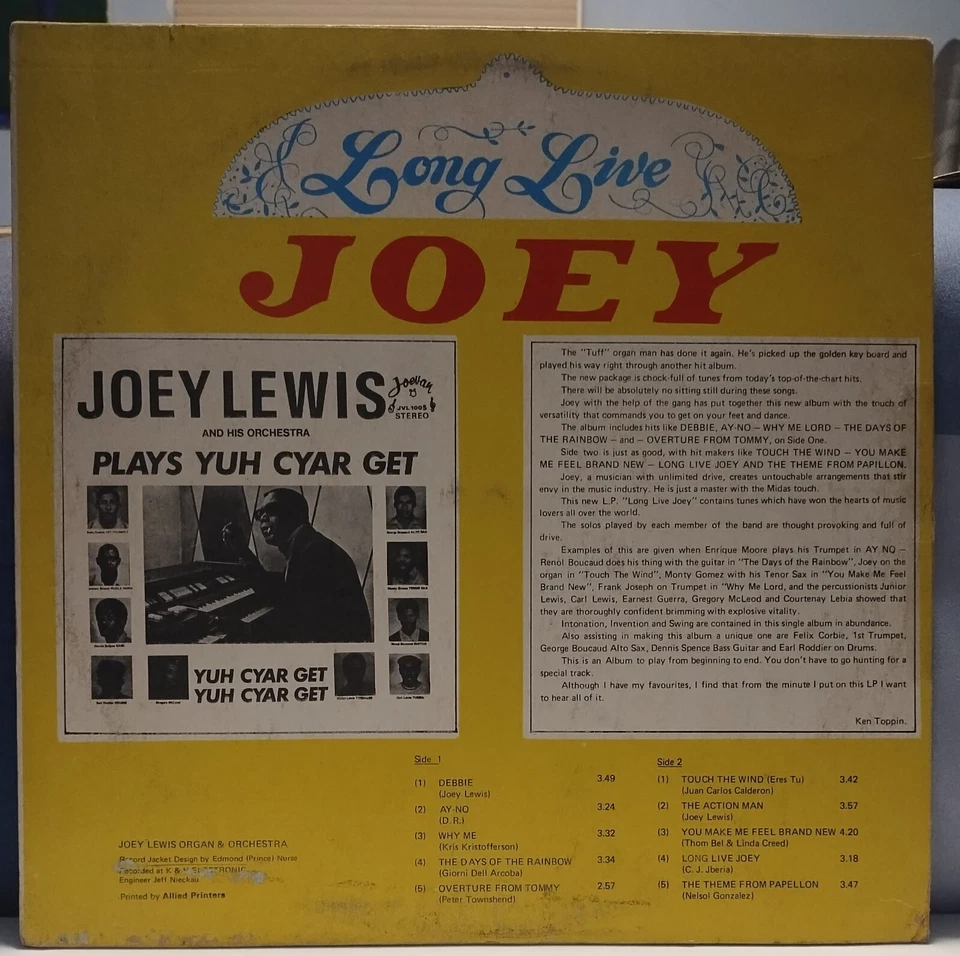 Long Live
JOEY
JOEY LEWIS
Joevan
JVL 1005
STEREO
AND HIS ORCHESTRA
PLAYS YUH CYAR GET
YUH CYAR GET
YUH CYAR GET
The "Tuff" organ man has done it again. He's picked up the golden key board and
played his way right through another hit album.
The new package is chock-full of tunes from today's top-of-the-chart hits.
There will be absolutely no sitting still during these songs.
Joey with the help of the gang has put together this new album with the touch of
versatility that commands you to get on your feet and dance.
The album includes hits like DEBBIE, AY-NO — WHY ME LORD — THE DAYS OF
THE RAINBOW — and — OVERTURE FROM TOMMY, on Side One.
Side two is just as good, with hit makers like TOUCH THE WIND — YOU MAKE
ME FEEL BRAND NEW — LONG LIVE JOEY AND THE THEME FROM PAPILLON.
Joey, a musician with unlimited drive, creates untouchable arrangements that stir
envy in the music industry. He is just a master with the Midas touch.
This new L.P. "Long Live Joey" contains tunes which have won the hearts of music
lovers all over the world.
The solos played by each member of the band are thought provoking and full of
drive.
Examples of this are given when Enrique Moore plays his Trumpet in AY NO —
Renol Boucaud does his thing with the guitar in "The Days of the Rainbow", Joey on the
organ in "Touch The Wind", Monty Gomez with his Tenor Sax in "You Make Me Feel
Brand New", Frank Joseph on Trumpet in "Why Me Lord, and the percussionists Junior
Lewis, Carl Lewis, Earnest Guerra, Gregory McLeod and Courtenay Lebia showed that
they are thoroughly confident brimming with explosive vitality.
Intonation, Invention and Swing are contained in this single album in abundance.
Also assisting in making this album a unique one are Felix Corbie, 1st Trumpet,
George Boucaud Alto Sax, Dennis Spence Bass Guitar and Earl Roddier on Drums.
This is an Album to play from beginning to end. You don't have to go hunting for a
special track.
Although I have my favourites, I find that from the minute I put on this LP I want
to hear all of it.
Ken Toppin.
Side 1
(1) DEBBIE 3.49
(Joey Lewis)
(2) AY-NO 3.24
(D.R.)
(3) WHY ME 3.32
(Kris Kristofferson)
(4) THE DAYS OF THE RAINBOW 3.34
(Giorni Dell Arcoba)
(5) OVERTURE FROM TOMMY 2.57
(Peter Townshend)
Side 2
(1) TOUCH THE WIND (Eres Tu) 3.42
(Juan Carlos Calderon)
(2) THE ACTION MAN 3.57
(Joey Lewis)
(3) YOU MAKE ME FEEL BRAND NEW 4.20
(Thom Bel & Linda Creed)
(4) LONG LIVE JOEY 3.18
(C. J. Jberia)
(5) THE THEME FROM PAPELLON 3.47
(Nelsol Gonzalez)
JOEY LEWIS ORGAN & ORCHESTRA
Record Jacket Design by Edmond (Prince) Nurse
Recorded at K & H ELECTRONIC
Engineer Jeff Nieckau
Printed by Allied Printers